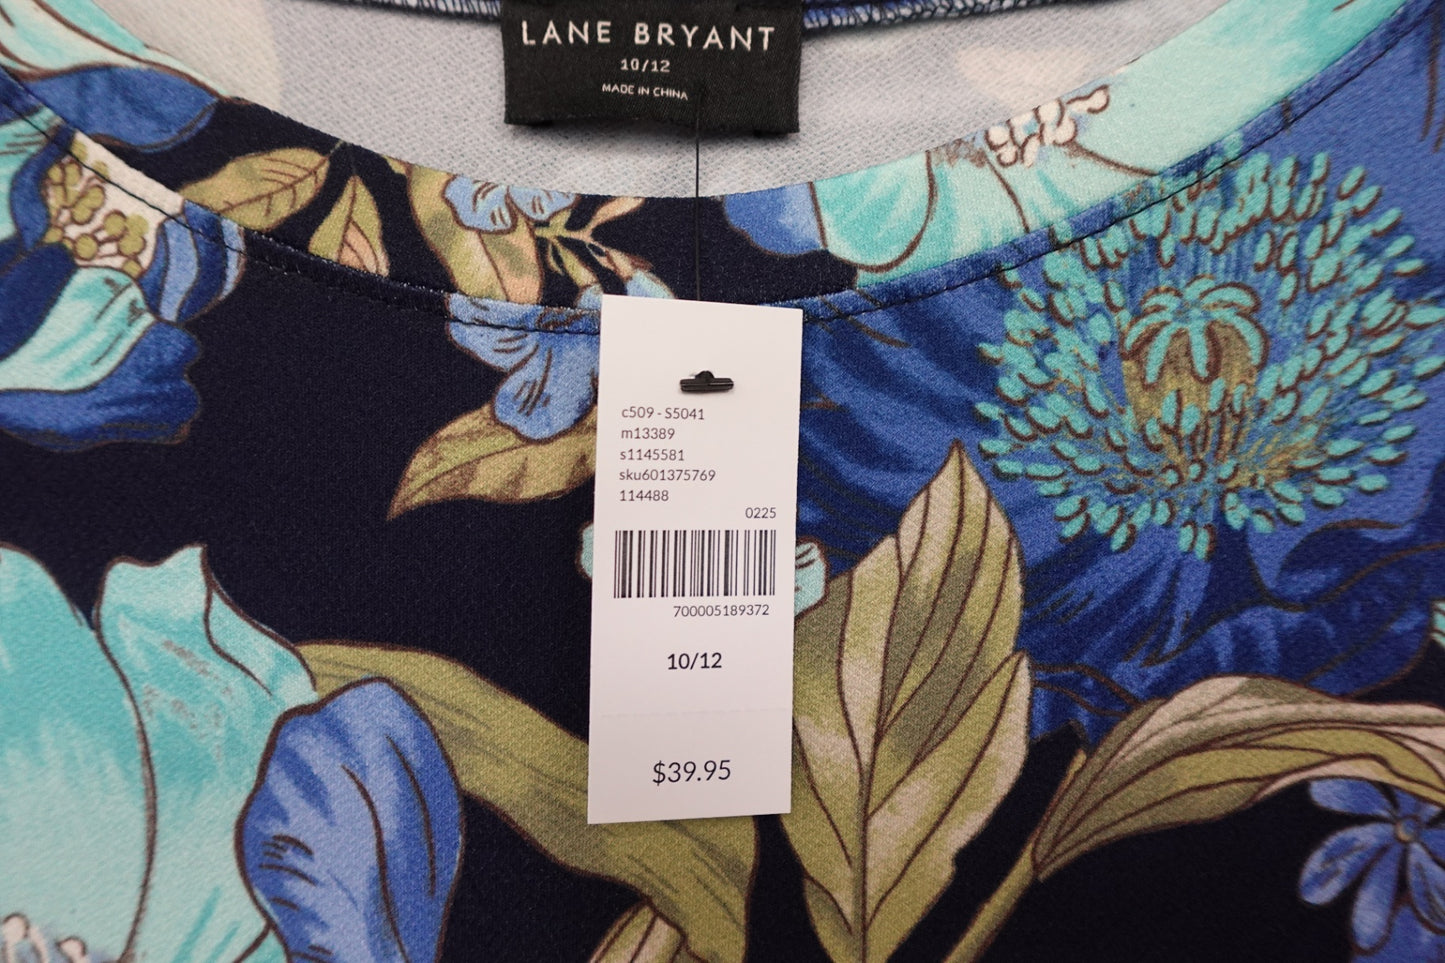 LANE BRYANT
10/12
MADE IN CHINA
c509 - S5041
m13389
s1145581
sku601375769
114488
0225
700005189372
10/12
$39.95